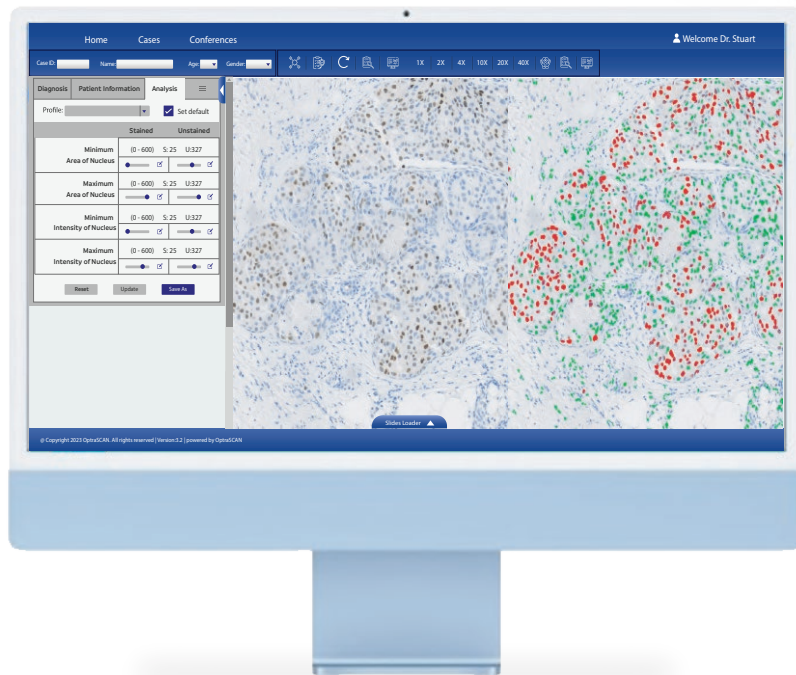 Home Cases Conferences Welcome Dr. Stuart
Case ID: Name: Age: Gender: 1X 2X 4X 10X 20X 40X
Diagnosis Patient Information Analysis
Profile: Set default
Stained Unstained
Minimum
Area of Nucleus
(0 - 600) S: 25 U:327
Maximum
Area of Nucleus
(0 - 600) S: 25 U:327
Minimum
Intensity of Nucleus
(0 - 600) S: 25 U:327
Maximum
Intensity of Nucleus
(0 - 600) S: 25 U:327
Reset Update Save As
Slides Loader
@ Copyright 2023 OptraSCAN. All rights reserved | Version:3.2 | powered by OptraSCAN